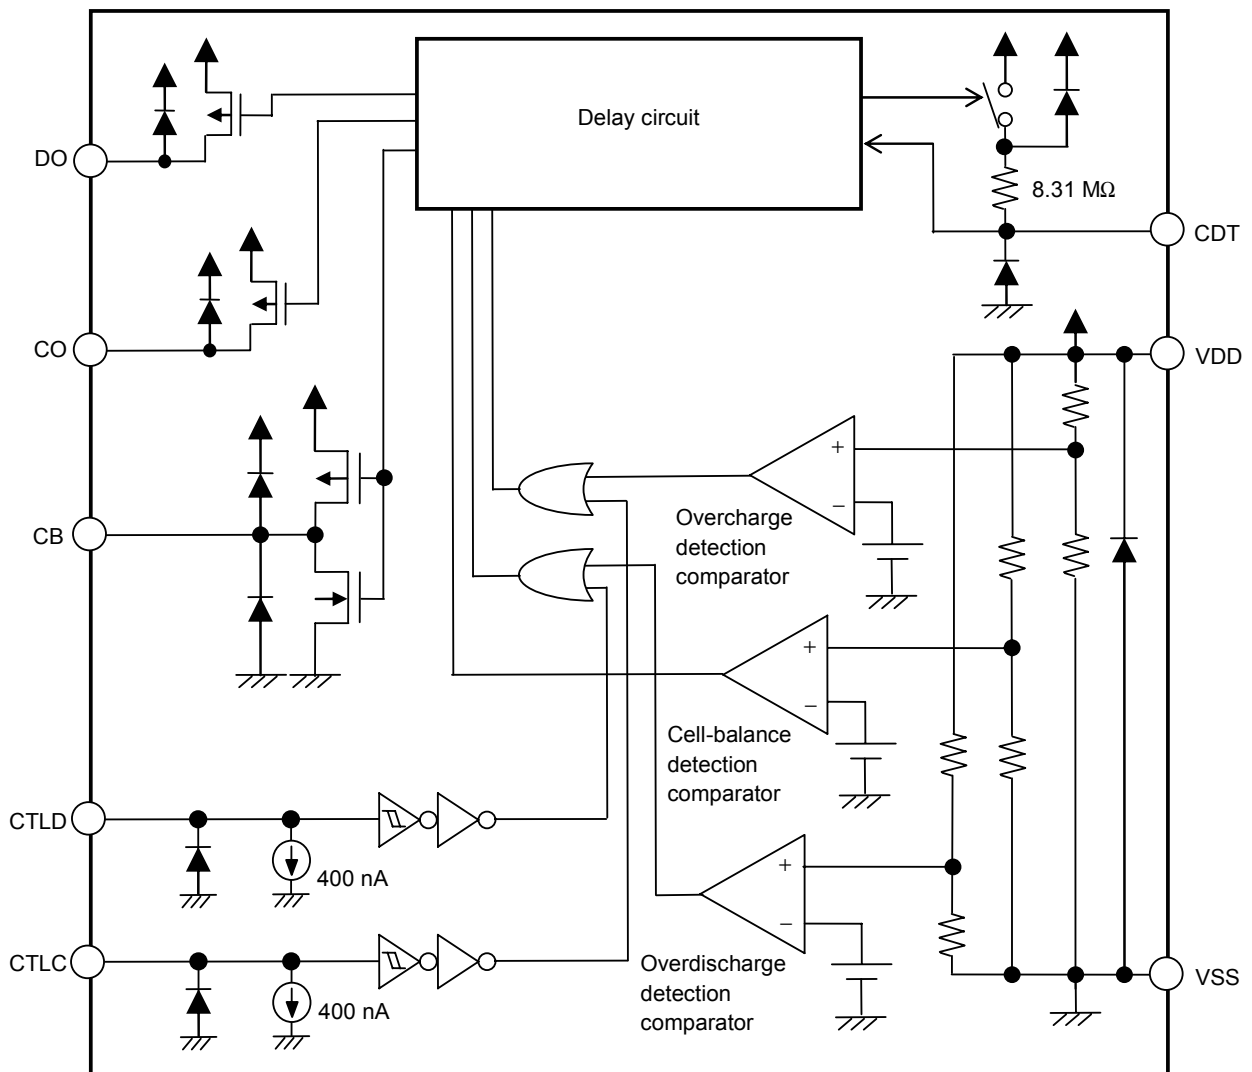 Delay circuit
DO
8.31 MΩ
CDT
CO
VDD
+
−
Overcharge
detection
comparator
CB
+
−
Cell-balance
detection
comparator
CTLD
400 nA
+
−
Overdischarge
detection
comparator
CTLC
400 nA
VSS